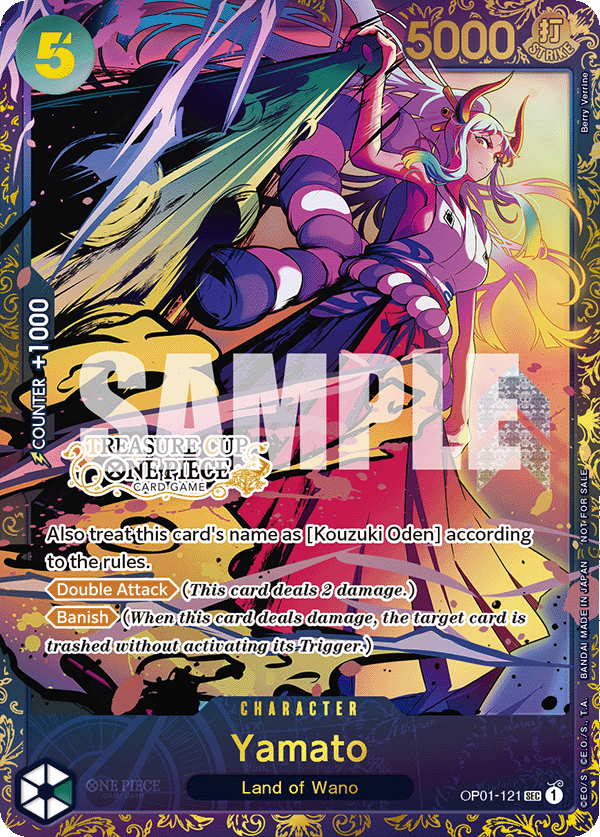 5
5000
打
STRIKE
Berry Verrine
COUNTER +1000
SAMPLE
TREASURE CUP
ONE PIECE
CARD GAME
Also treat this card's name as [Kouzuki Oden] according
to the rules.
Double Attack (This card deals 2 damage.)
Banish (When this card deals damage, the target card is
trashed without activating its Trigger.)
©E.O/S ©E.O./S., T.A. BANDAI MADE IN JAPAN NOT FOR SALE
CHARACTER
Yamato
Land of Wano
ONE PIECE
CARD GAME
OP01-121 SEC 1